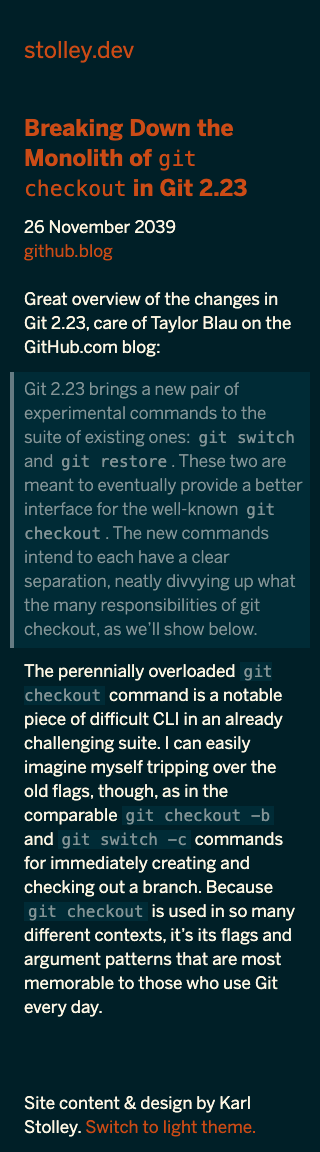 stolley.dev
Breaking Down the
Monolith of git
checkout in Git 2.23
26 November 2039
github.blog
Great overview of the changes in
Git 2.23, care of Taylor Blau on the
GitHub.com blog:
Git 2.23 brings a new pair of
experimental commands to the
suite of existing ones: git switch
and git restore. These two are
meant to eventually provide a better
interface for the well-known git
checkout. The new commands
intend to each have a clear
separation, neatly divvying up what
the many responsibilities of git
checkout, as we’ll show below.
The perennially overloaded git
checkout command is a notable
piece of difficult CLI in an already
challenging suite. I can easily
imagine myself tripping over the
old flags, though, as in the
comparable git checkout –b
and git switch –c commands
for immediately creating and
checking out a branch. Because
git checkout is used in so many
different contexts, it’s its flags and
argument patterns that are most
memorable to those who use Git
every day.
Site content & design by Karl
Stolley. Switch to light theme.